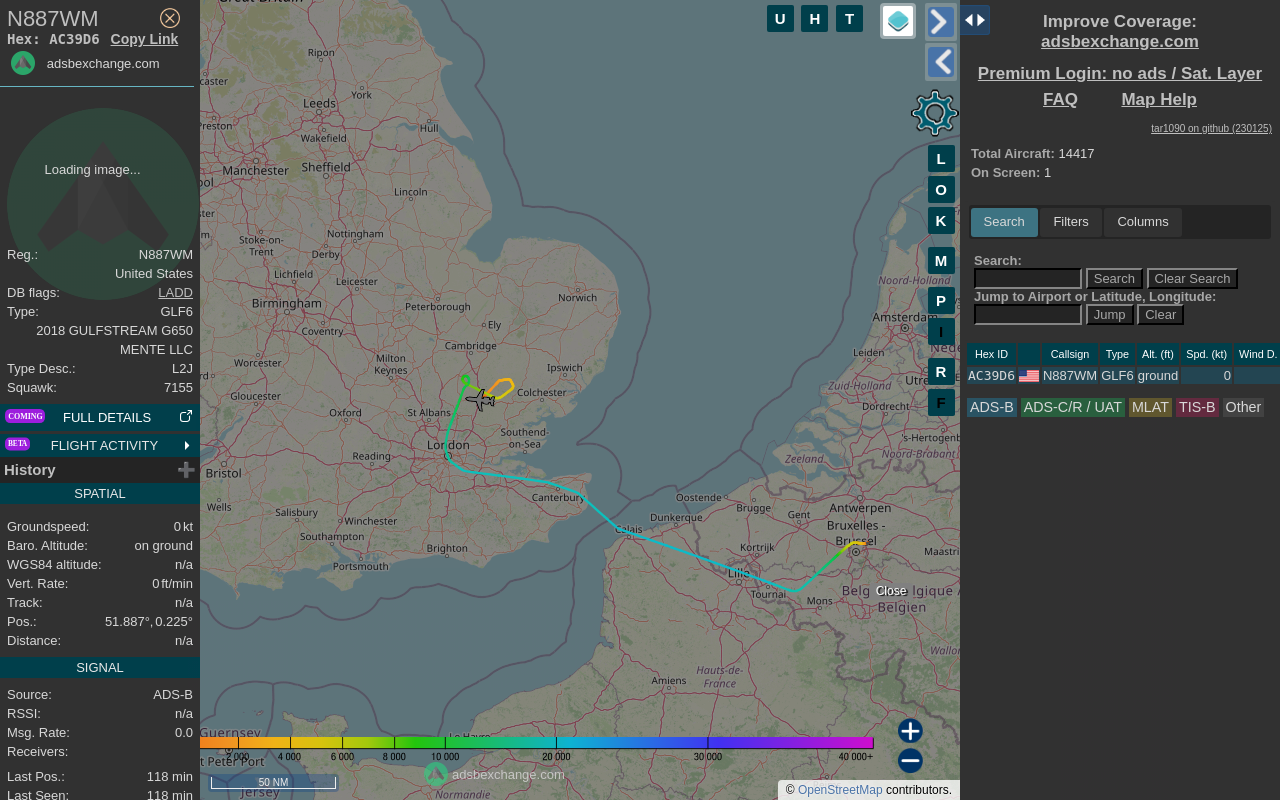 N887WM
Hex: AC39D6 Copy Link
adsbexchange.com
Loading image...
Reg.: N887WM
United States
DB flags: LADD
Type: GLF6
2018 GULFSTREAM G650
MENTE LLC
Type Desc.: L2J
Squawk: 7155
COMING FULL DETAILS
BETA FLIGHT ACTIVITY
History
SPATIAL
Groundspeed: 0 kt
Baro. Altitude: on ground
WGS84 altitude: n/a
Vert. Rate: 0 ft/min
Track: n/a
Pos.: 51.887°, 0.225°
Distance: n/a
SIGNAL
Source: ADS-B
RSSI: n/a
Msg. Rate: 0.0
Receivers:
Last Pos.: 118 min
Last Seen: 118 min
U H T
L
O
K
M
P
I
R
F
Ripon
caster
York
Leeds
Preston
Hull
Wakefield
Manchester
Sheffield
Lincoln
Stoke-on-
Trent
Nottingham
Derby
Lichfield
Leicester
Birmingham
Peterborough
Norwich
Coventry
Ely
Cambridge
Worcester
Milton
Keynes
Ipswich
Gloucester
Colchester
Oxford
St Albans
London
Southend-
on-Sea
Reading
Bristol
Canterbury
Wells
Salisbury
Winchester
Southampton
Brighton
Portsmouth
Noord-Holland
Amsterdam
Leiden
Zuid-Holland
Dordrecht
's-Hertogenb
Noord-Brabant
Zeeland
Oostende
Antwerpen
Brugge
Gent
Dunkerque
Calais
Bruxelles -
Brussel
Kortrijk
Maastri
Lille
Tournai
Mons
Close
Belgien
Hauts-de-
France
Amiens
Guernsey
t Peter Port
Le Havre
Jersey
Normandie
2 000 4 000 6 000 8 000 10 000 20 000 30 000 40 000+
50 NM
adsbexchange.com
© OpenStreetMap contributors.
Improve Coverage:
adsbexchange.com
Premium Login: no ads / Sat. Layer
FAQ Map Help
tar1090 on github (230125)
Total Aircraft: 14417
On Screen: 1
Search Filters Columns
Search:
Search Clear Search
Jump to Airport or Latitude, Longitude:
Jump Clear
Hex ID Callsign Type Alt. (ft) Spd. (kt) Wind D.
AC39D6 N887WM GLF6 ground 0
ADS-B ADS-C/R / UAT MLAT TIS-B Other